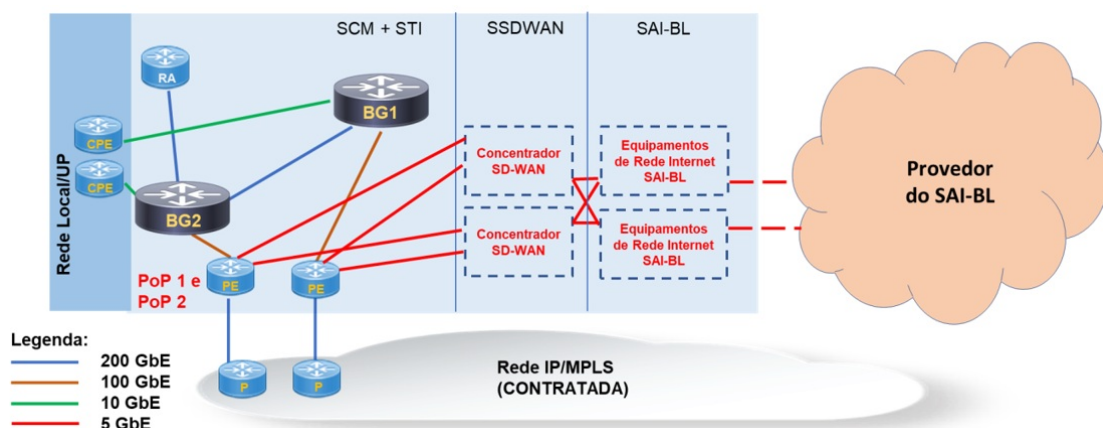 SCM + STI
SSDWAN
SAI-BL
Rede Local/UP
RA
BG1
CPE
CPE
BG2
Concentrador
SD-WAN
Equipamentos
de Rede Internet
SAI-BL
Concentrador
SD-WAN
Equipamentos
de Rede Internet
SAI-BL
Provedor
do SAI-BL
PoP 1 e
PoP 2
PE
PE
Legenda:
200 GbE
100 GbE
10 GbE
5 GbE
P
P
Rede IP/MPLS
(CONTRATADA)